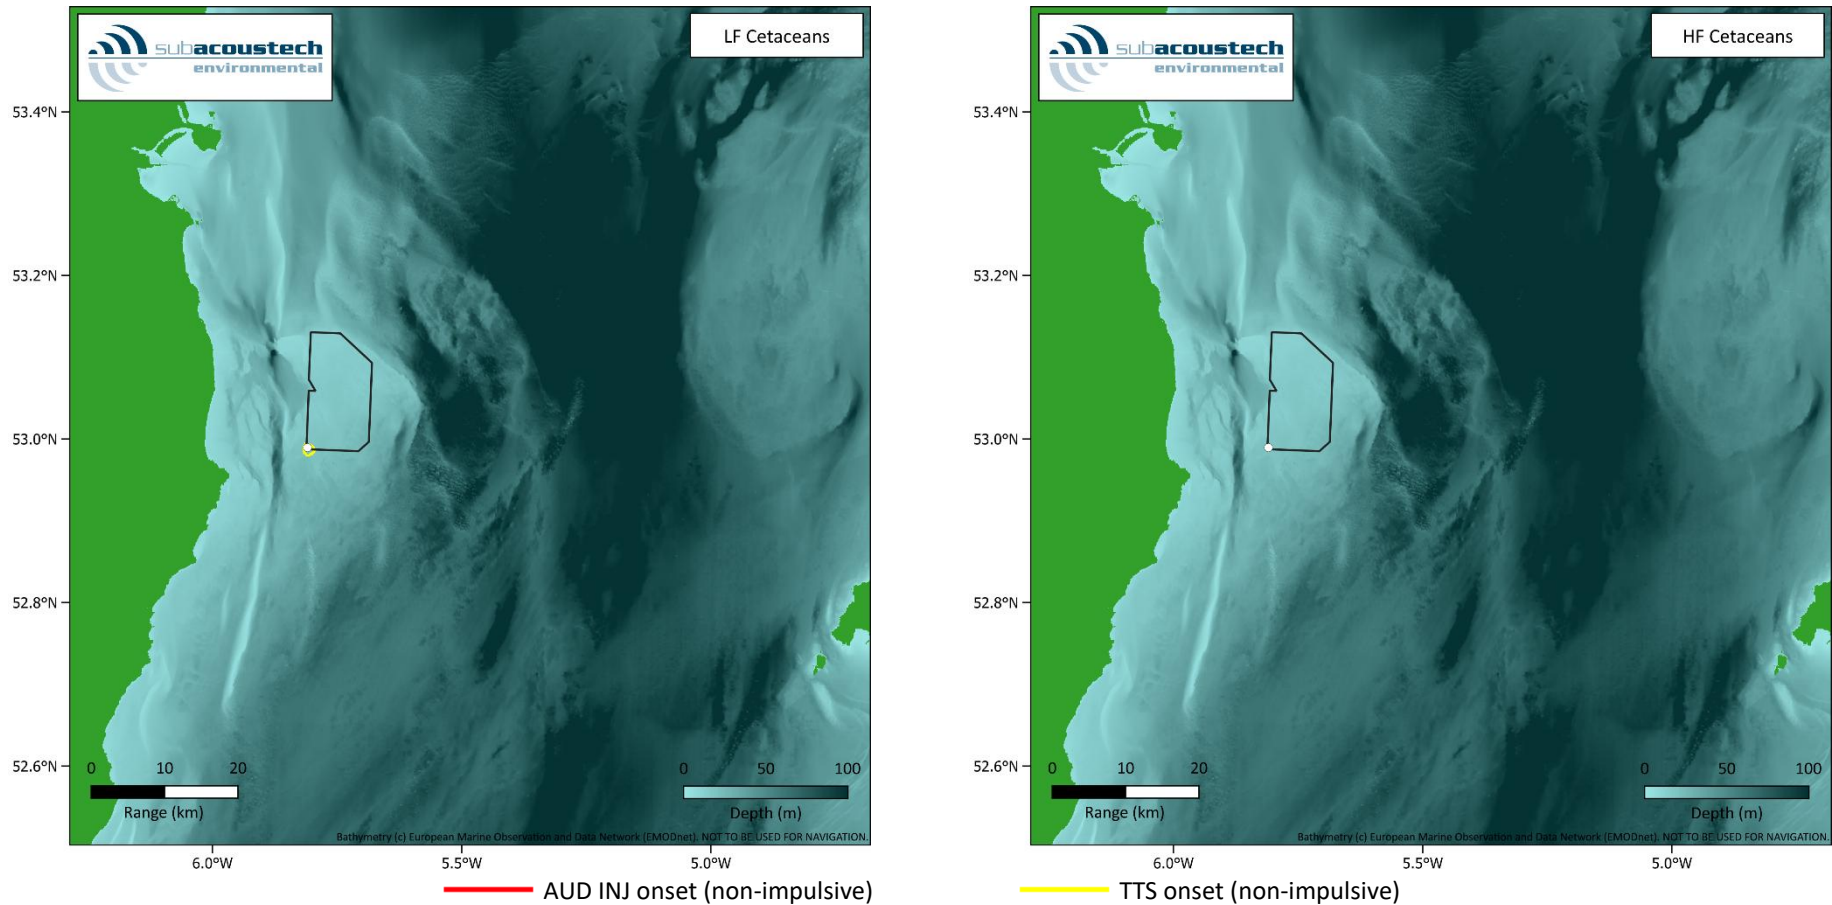 subacoustech
environmental
LF Cetaceans
53.4°N
53.2°N
53.0°N
52.8°N
52.6°N
0 10 20
Range (km)
0 50 100
Depth (m)
Bathymetry (c) European Marine Observation and Data Network (EMODnet). NOT TO BE USED FOR NAVIGATION.
6.0°W 5.5°W 5.0°W
subacoustech
environmental
HF Cetaceans
53.4°N
53.2°N
53.0°N
52.8°N
52.6°N
0 10 20
Range (km)
0 50 100
Depth (m)
Bathymetry (c) European Marine Observation and Data Network (EMODnet). NOT TO BE USED FOR NAVIGATION.
6.0°W 5.5°W 5.0°W
AUD INJ onset (non-impulsive) TTS onset (non-impulsive)